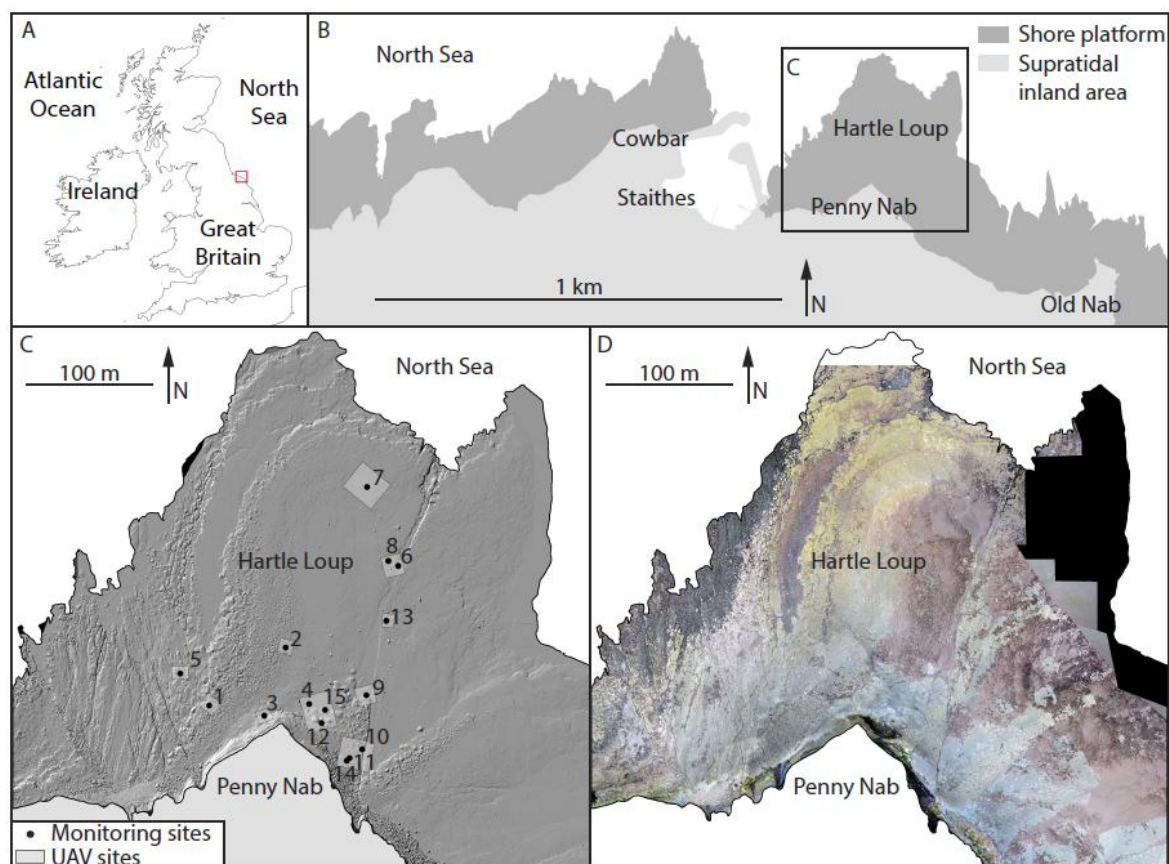 A
Atlantic
Ocean
North
Sea
Ireland
Great
Britain
B
North Sea
Shore platform
Supratidal
inland area
C
Hartle Loup
Cowbar
Staithes
Penny Nab
1 km
N
Old Nab
C
North Sea
100 m
N
7
8
6
Hartle Loup
13
2
5
9
4
15
1
3
12
10
11
14
Penny Nab
Monitoring sites
UAV sites
D
North Sea
100 m
N
Hartle Loup
Penny Nab